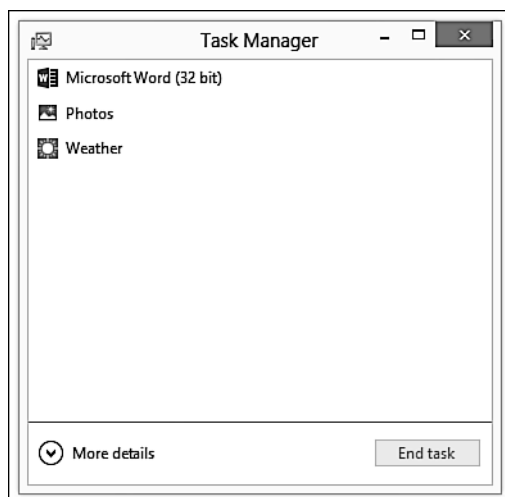 Task Manager
Microsoft Word (32 bit)
Photos
Weather
More details
End task